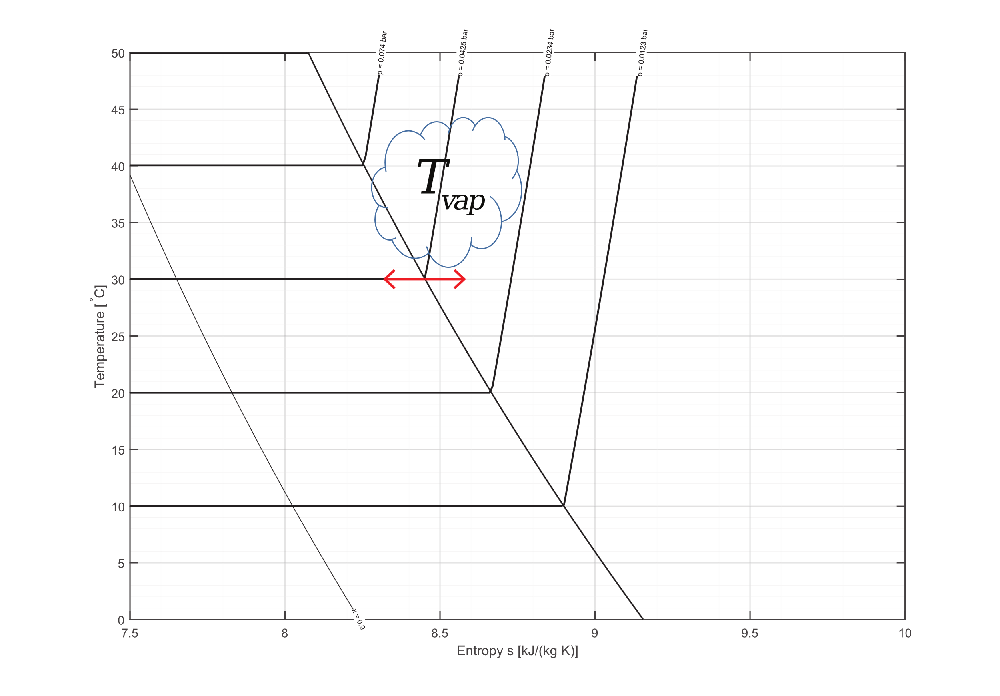 p = 0.074 bar
p = 0.0425 bar
p = 0.0234 bar
p = 0.0123 bar
50
45
40
35
30
25
20
15
10
5
0
Temperature [°C]
Tvap
x = 0.9
7.5 8 8.5 9 9.5 10
Entropy s [kJ/(kg K)]